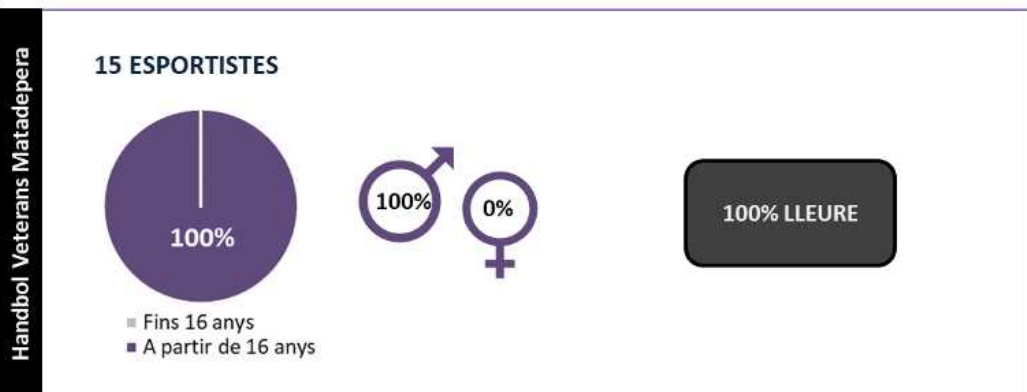 Handbol Veterans Matadepera
15 ESPORTISTES
100%
Fins 16 anys
A partir de 16 anys
100%
0%
100% LLEURE